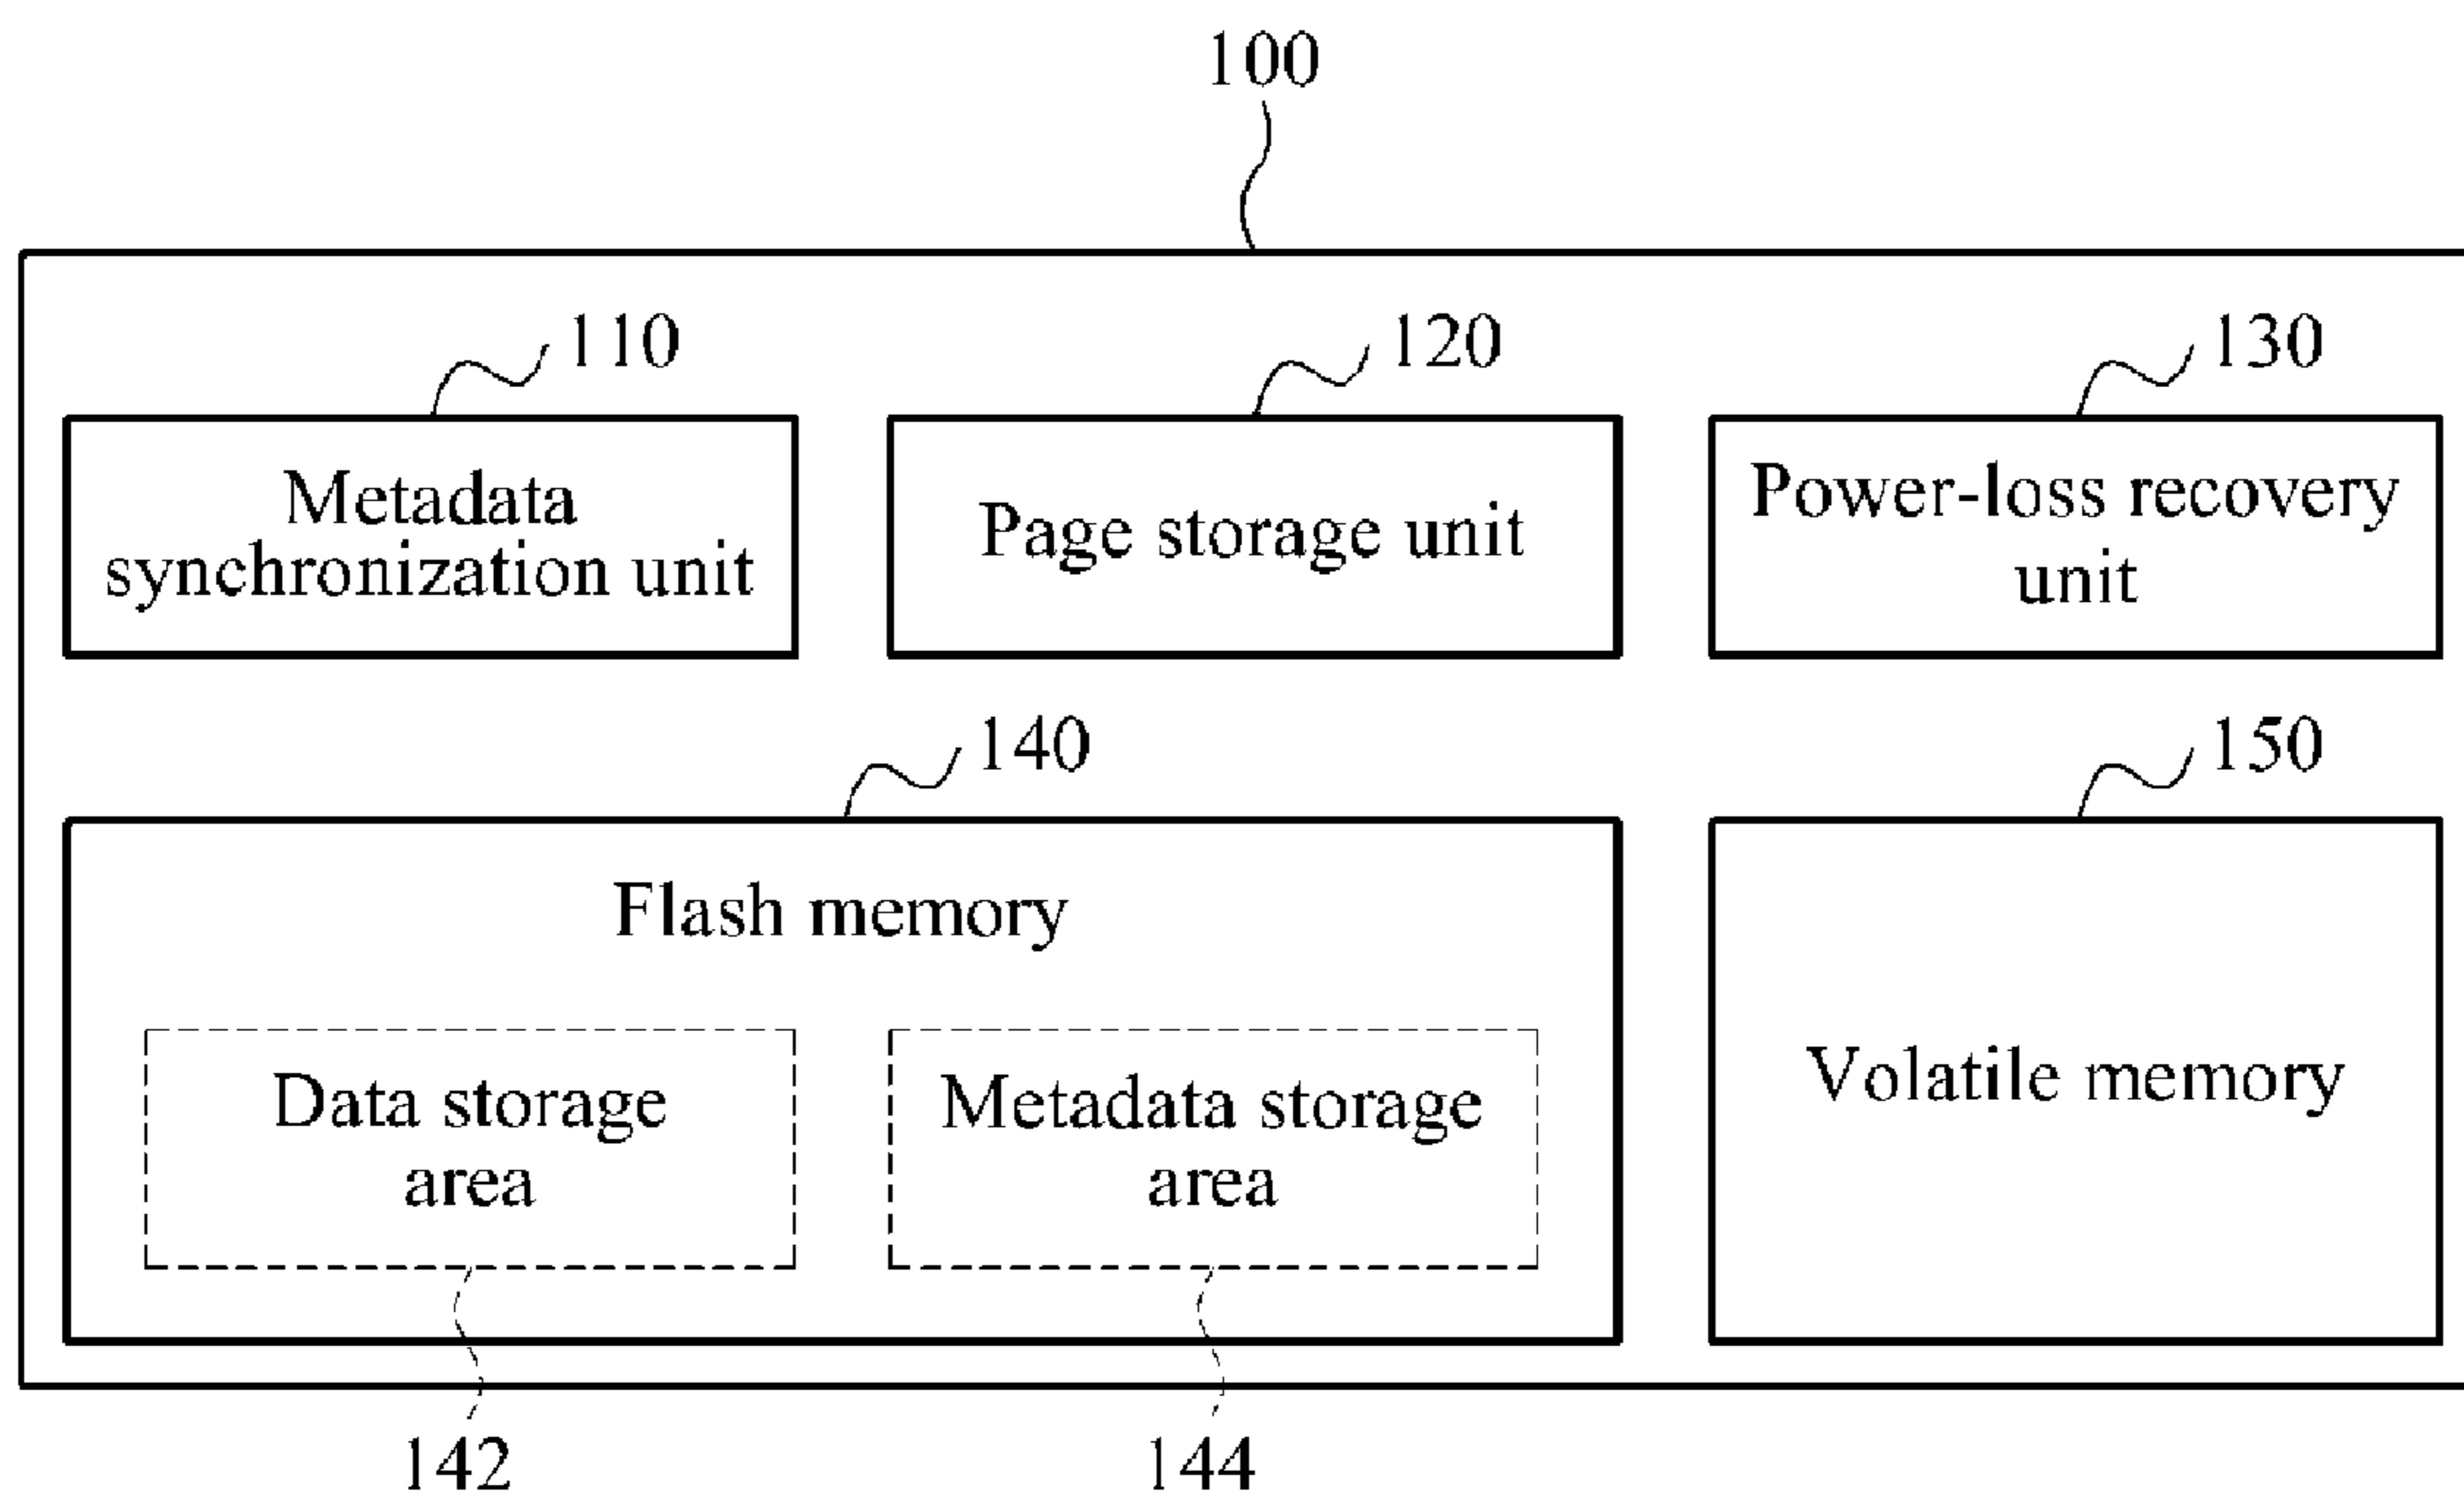 100
110
120
130
Metadata
synchronization unit
Page storage unit
Power-loss recovery
unit
140
150
Flash memory
Data storage
area
Metadata storage
area
Volatile memory
142
144